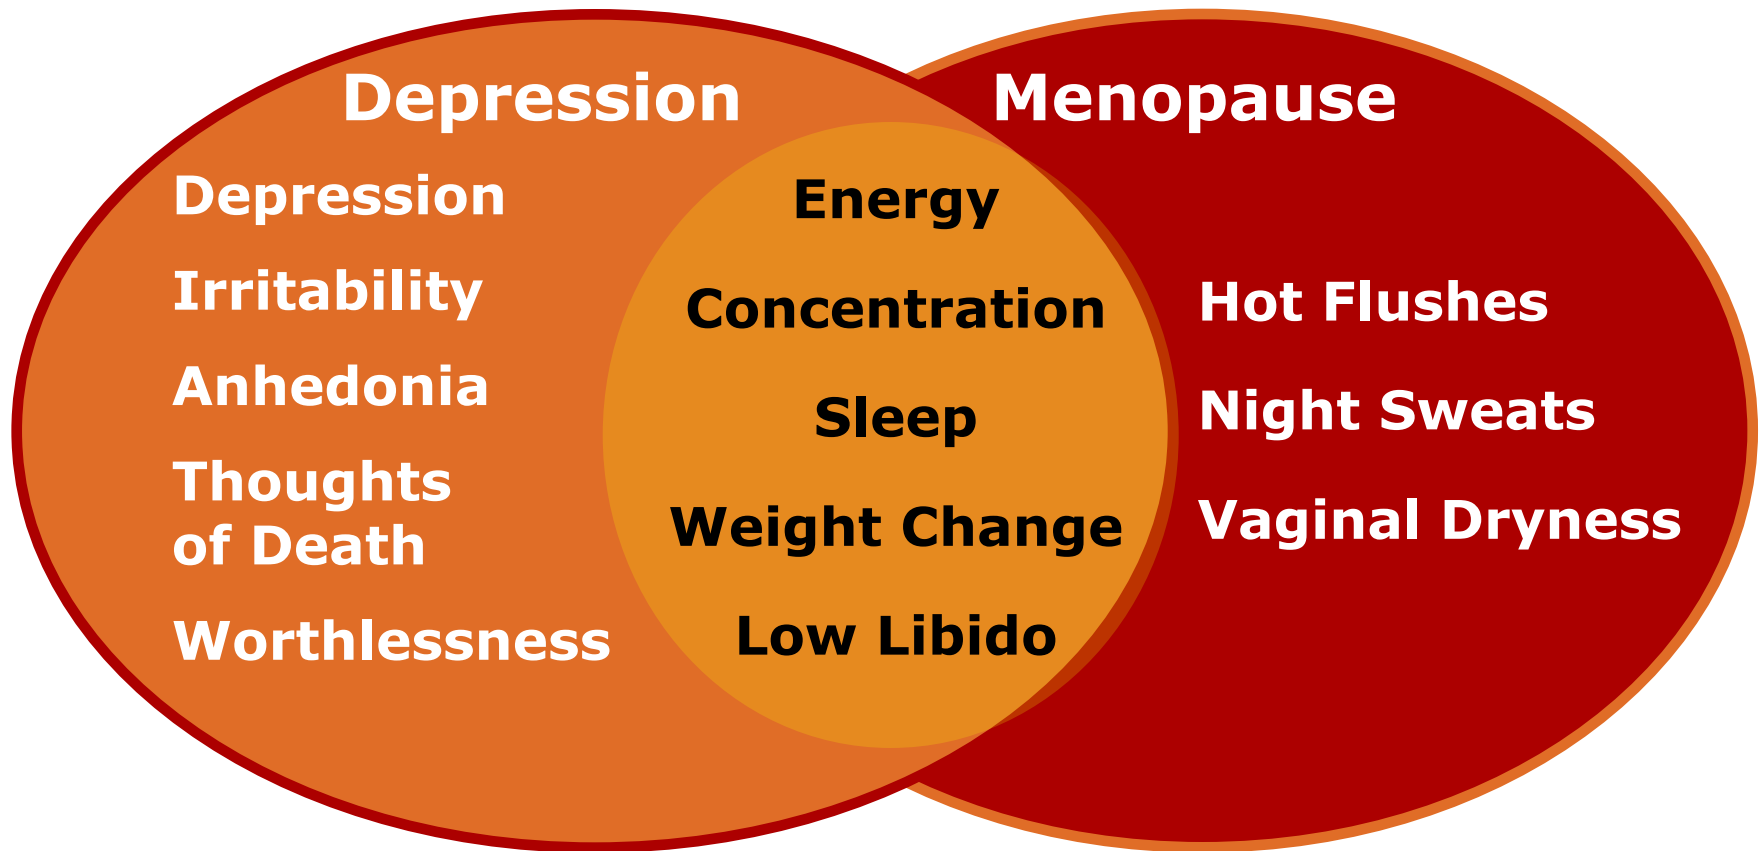 Depression
Depression
Irritability
Anhedonia
Thoughts
of Death
Worthlessness
Energy
Concentration
Sleep
Weight Change
Low Libido
Menopause
Hot Flushes
Night Sweats
Vaginal Dryness